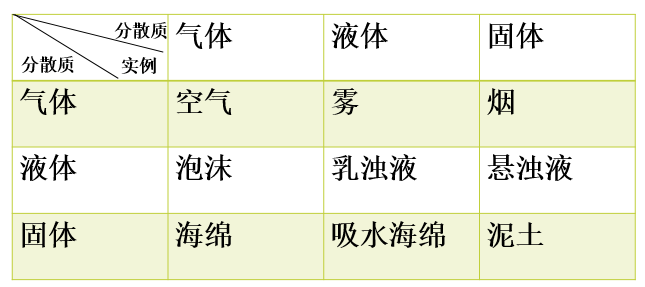 分散质
分散质 实例
气体 液体 固体
气体 空气 雾 烟
液体 泡沫 乳浊液 悬浊液
固体 海绵 吸水海绵 泥土